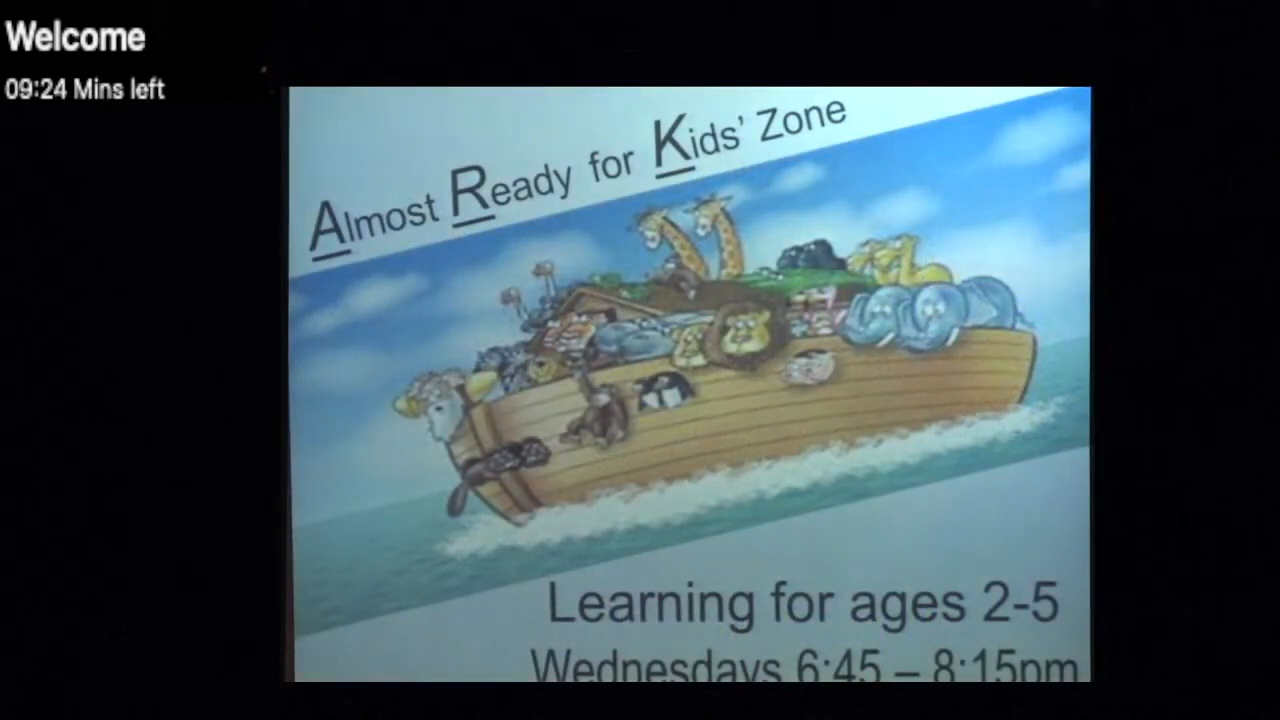 Welcome
09:24 Mins left
Almost Ready for Kids' Zone
Learning for ages 2-5
Wednesdays 6:45 – 8:15pm